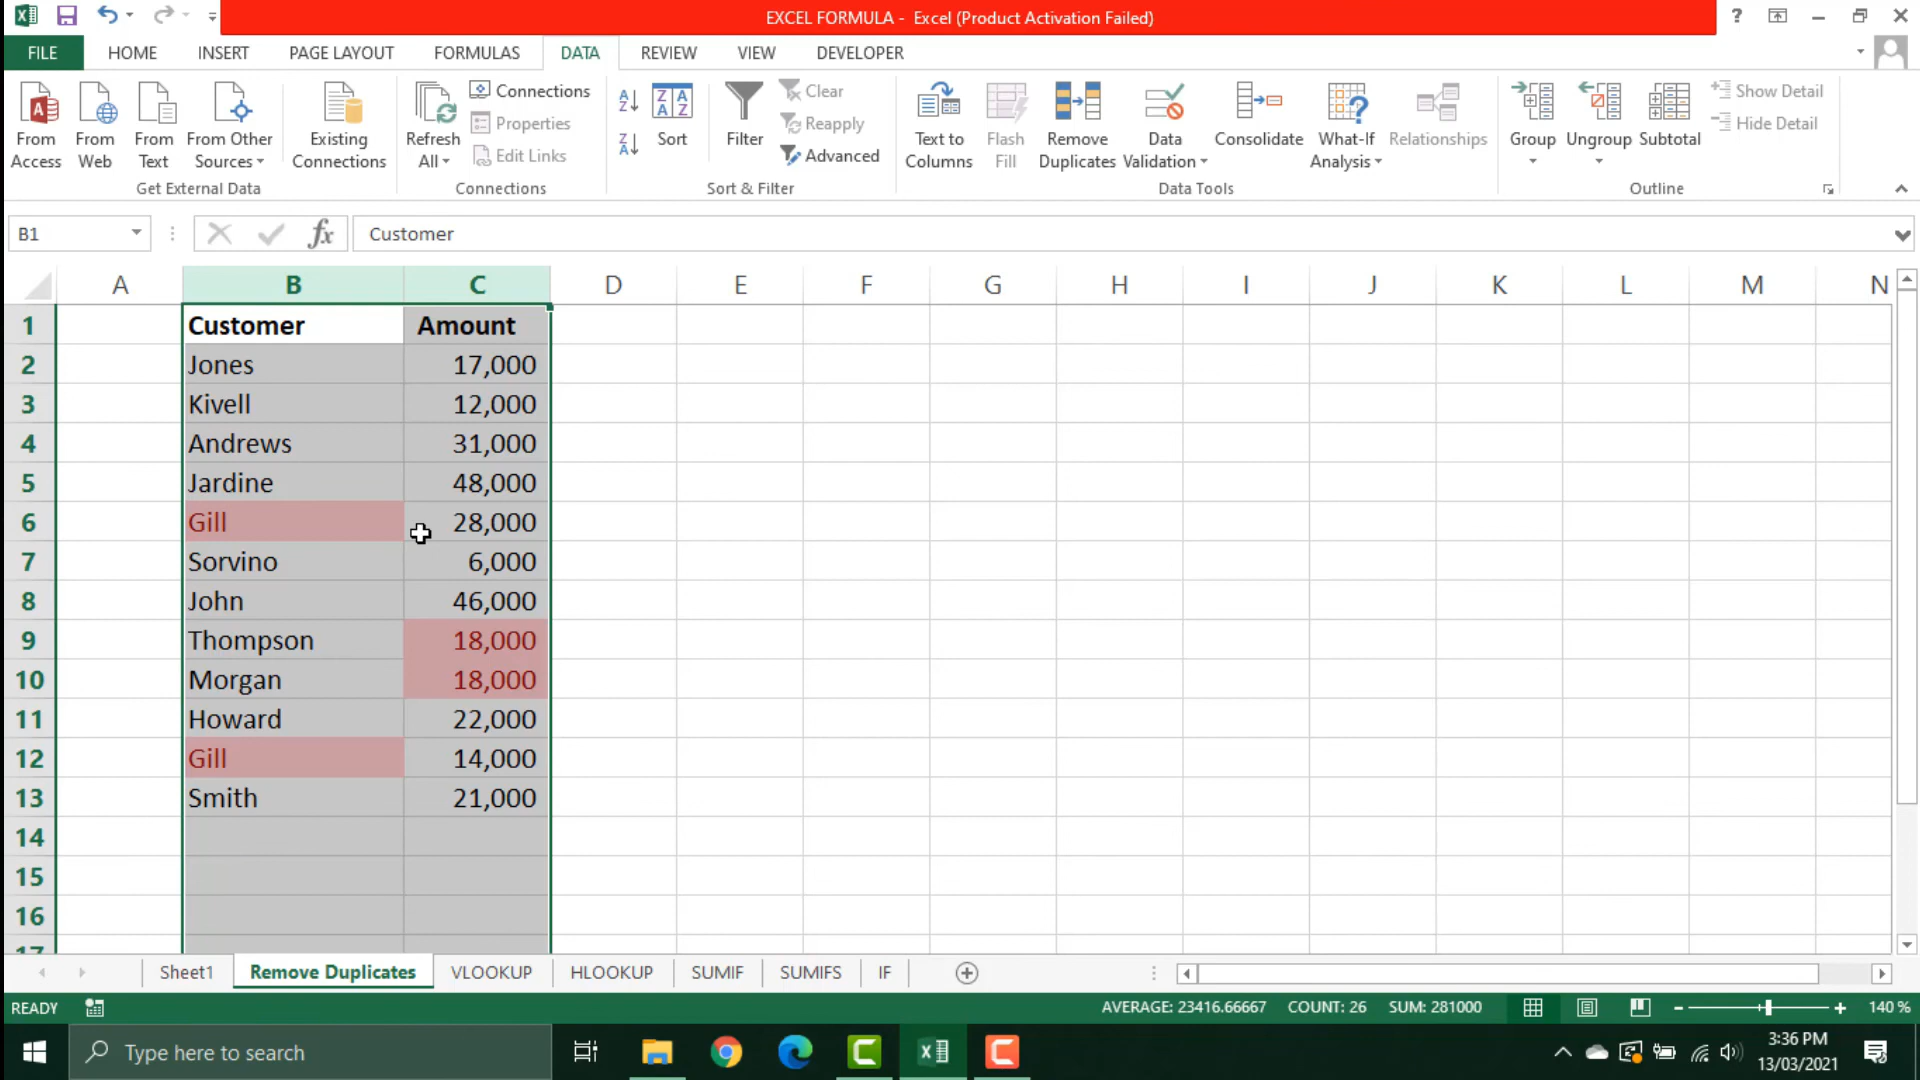 EXCEL FORMULA - Excel (Product Activation Failed)
?
FILE HOME INSERT PAGE LAYOUT FORMULAS DATA REVIEW VIEW DEVELOPER
From Access
From Web
From Text
From Other Sources
Existing Connections
Get External Data
Refresh All
Connections
Properties
Edit Links
Connections
Sort
Filter
Clear
Reapply
Advanced
Sort & Filter
Text to Columns
Flash Fill
Remove Duplicates
Data Validation
Consolidate
What-If Analysis
Relationships
Data Tools
Group
Ungroup
Subtotal
Show Detail
Hide Detail
Outline
B1 fx Customer
A B C D E F G H I J K L M N
1 Customer Amount
2 Jones 17,000
3 Kivell 12,000
4 Andrews 31,000
5 Jardine 48,000
6 Gill 28,000
7 Sorvino 6,000
8 John 46,000
9 Thompson 18,000
10 Morgan 18,000
11 Howard 22,000
12 Gill 14,000
13 Smith 21,000
14
15
16
17
Sheet1 Remove Duplicates VLOOKUP HLOOKUP SUMIF SUMIFS IF
READY AVERAGE: 23416.66667 COUNT: 26 SUM: 281000 140 %
Type here to search
3:36 PM
13/03/2021